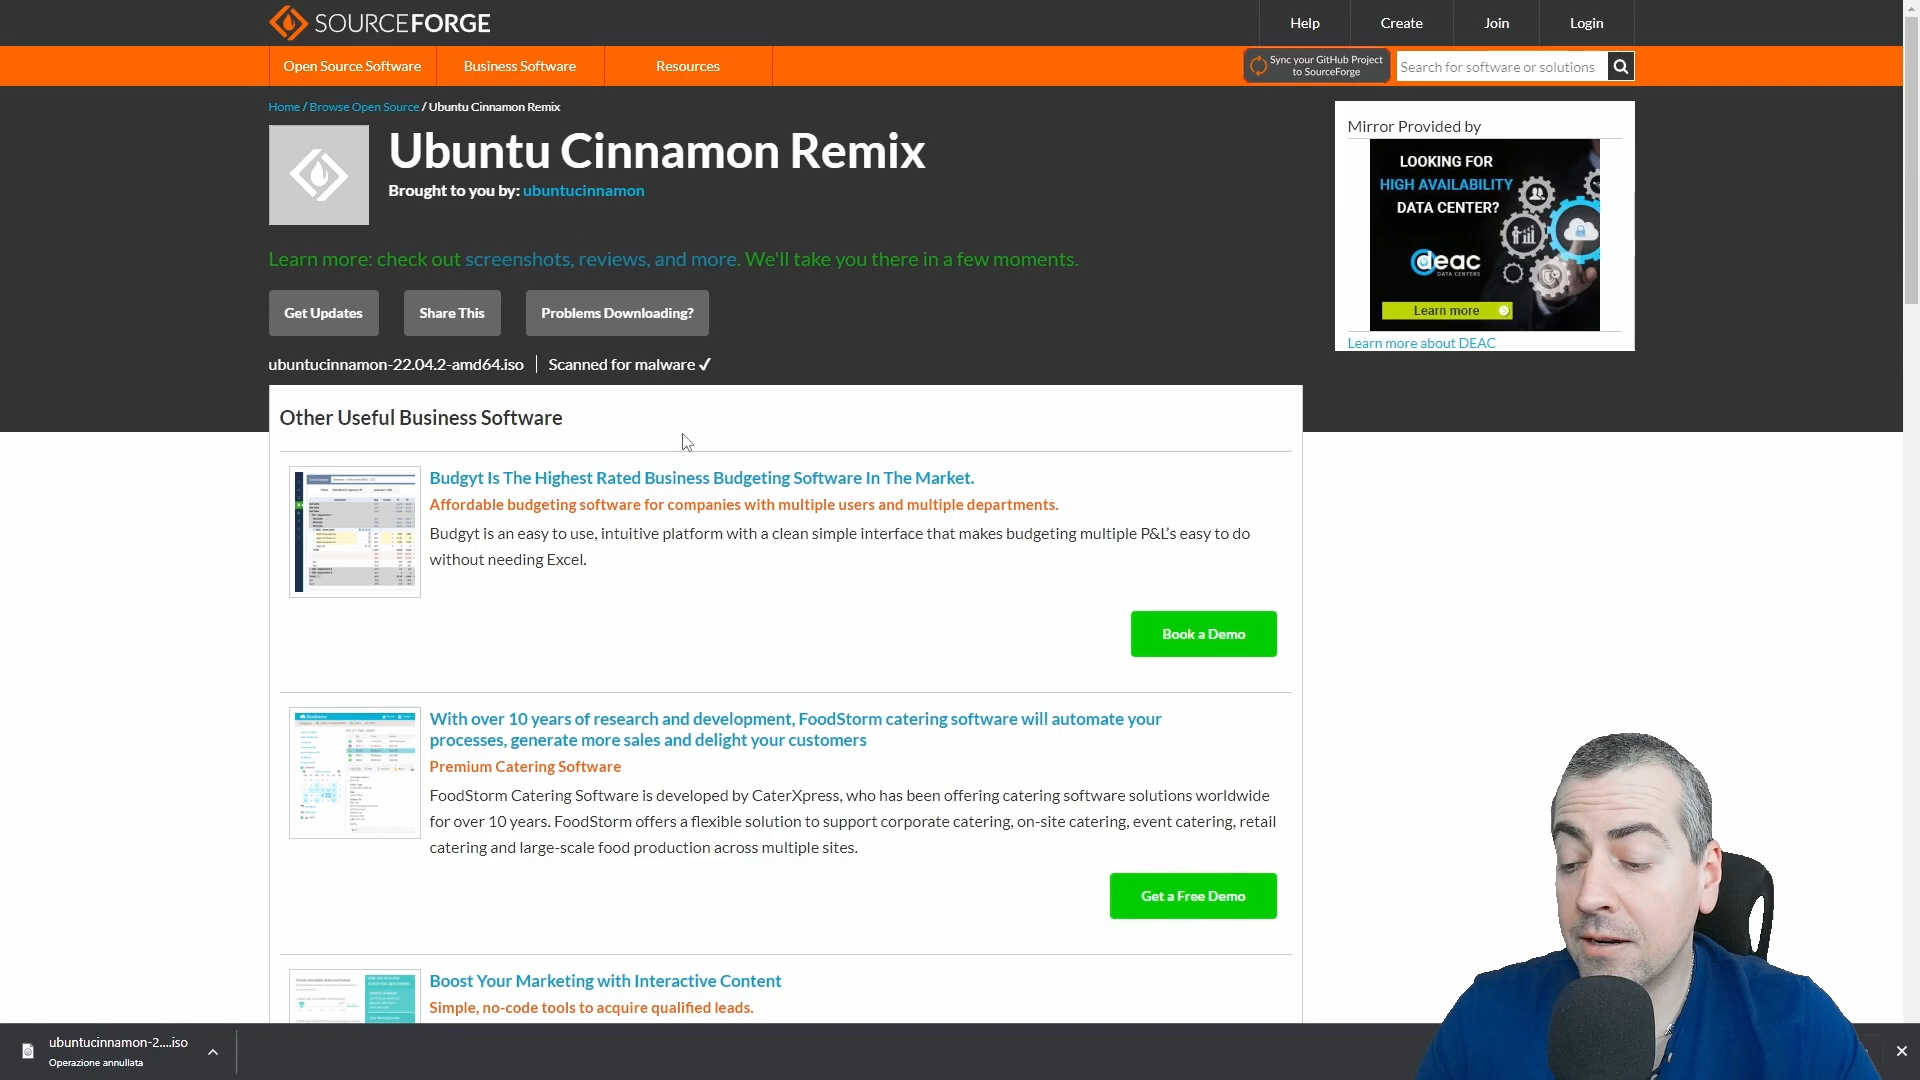 SOURCEFORGE
Help
Create
Join
Login
Open Source Software
Business Software
Resources
Sync your GitHub Project
to SourceForge
Search for software or solutions
Home / Browse Open Source / Ubuntu Cinnamon Remix
Ubuntu Cinnamon Remix
Brought to you by: ubuntucinnamon
Mirror Provided by
LOOKING FOR
HIGH AVAILABILITY
DATA CENTER?
deac
DATA CENTERS
Learn more
Learn more about DEAC
Learn more: check out screenshots, reviews, and more. We'll take you there in a few moments.
Get Updates
Share This
Problems Downloading?
ubuntucinnamon-22.04.2-amd64.iso
Scanned for malware ✓
Other Useful Business Software
Budgyt Is The Highest Rated Business Budgeting Software In The Market.
Affordable budgeting software for companies with multiple users and multiple departments.
Budgyt is an easy to use, intuitive platform with a clean simple interface that makes budgeting multiple P&L's easy to do
without needing Excel.
Book a Demo
With over 10 years of research and development, FoodStorm catering software will automate your
processes, generate more sales and delight your customers
Premium Catering Software
FoodStorm Catering Software is developed by CaterXpress, who has been offering catering software solutions worldwide
for over 10 years. FoodStorm offers a flexible solution to support corporate catering, on-site catering, event catering, retail
catering and large-scale food production across multiple sites.
Get a Free Demo
Boost Your Marketing with Interactive Content
Simple, no-code tools to acquire qualified leads.
ubuntucinnamon-2....iso
Operazione annullata